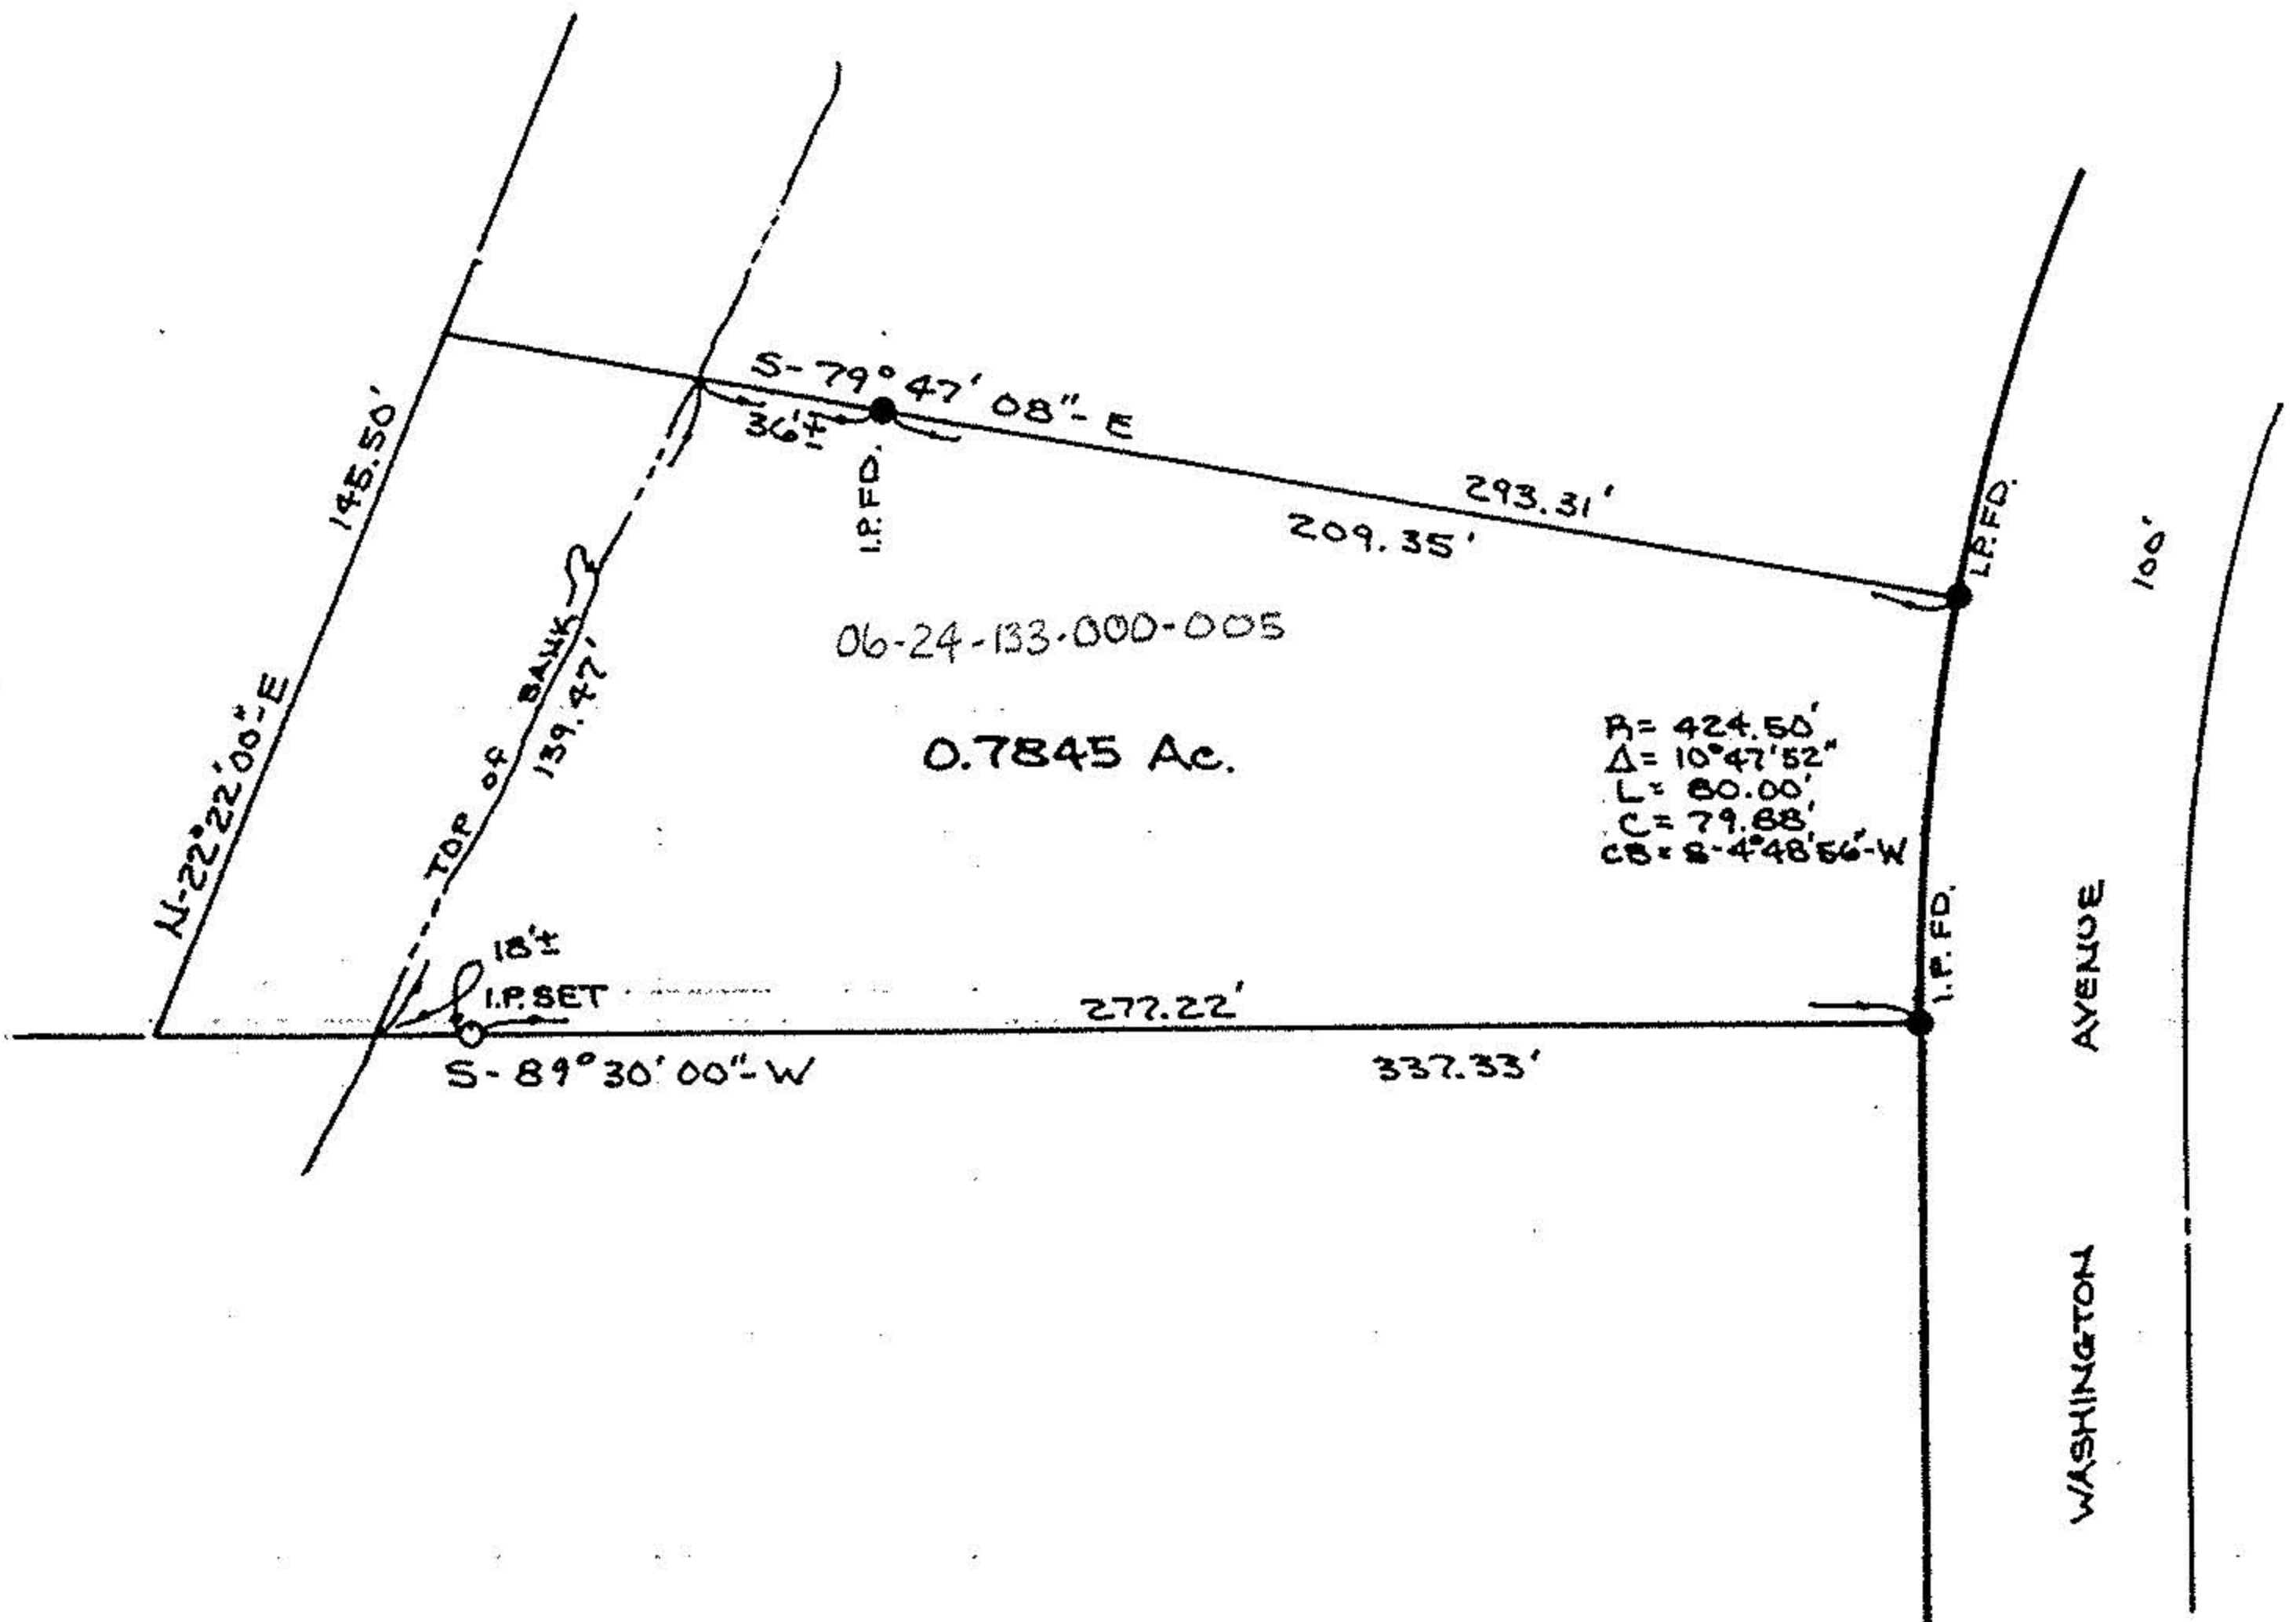 S-79°47'08"-E
36'±
I.P. FD.
293.31'
209.35'
I.P. FD.
100'
145.50'
N-22°22'00"-E
TOP OF BANK
139.47'
06-24-133-000-005
0.7845 Ac.
R= 424.50'
Δ= 10°47'52"
L= 80.00'
C= 79.88'
CB= S-4°48'56"-W
I.P. FD.
18'±
I.P. SET
277.22'
S-89°30'00"-W
337.33'
WASHINGTON AVENUE